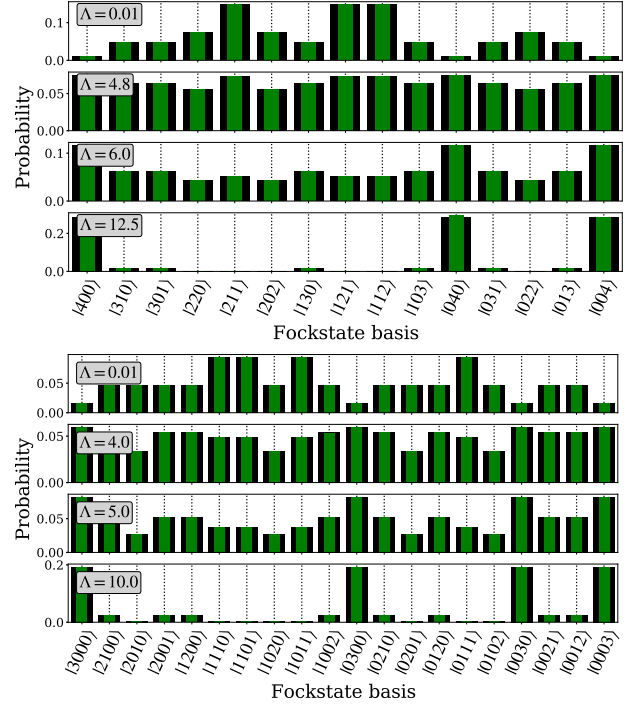 Λ = 0.01
0.1
0.0
Λ = 4.8
0.05
0.00
Probability
Λ = 6.0
0.1
0.0
Λ = 12.5
0.2
0.0
|400⟩ |310⟩ |301⟩ |220⟩ |211⟩ |202⟩ |130⟩ |121⟩ |112⟩ |103⟩ |040⟩ |031⟩ |022⟩ |013⟩ |004⟩
Fockstate basis
Λ = 0.01
0.05
0.00
Λ = 4.0
0.05
0.00
Probability
Λ = 5.0
0.05
0.00
0.2
Λ = 10.0
0.0
|3000⟩ |2100⟩ |2010⟩ |2001⟩ |1200⟩ |1110⟩ |1101⟩ |1020⟩ |1011⟩ |1002⟩ |0300⟩ |0210⟩ |0201⟩ |0120⟩ |0111⟩ |0102⟩ |0030⟩ |0021⟩ |0012⟩ |0003⟩
Fockstate basis